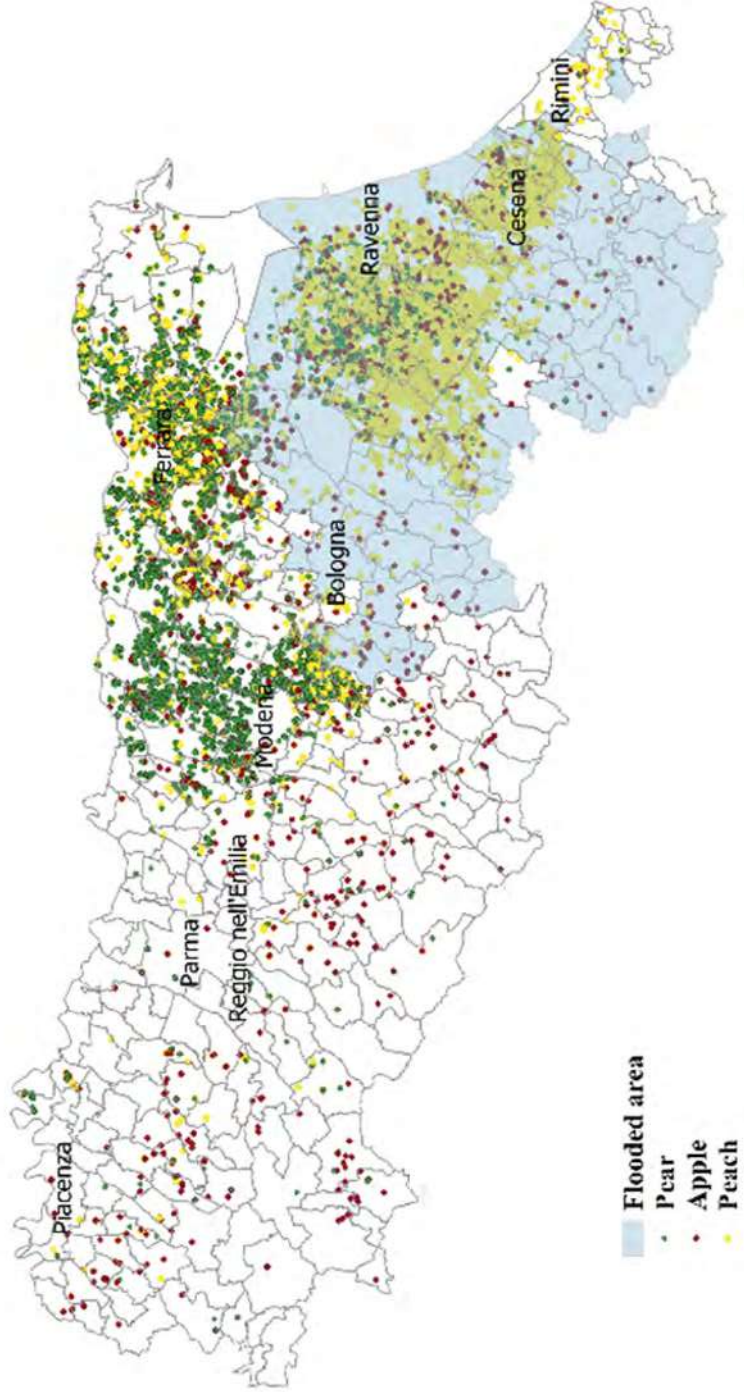 Piacenza
Parma
Reggio nell'Emilia
Modena
Ferrara
Bologna
Ravenna
Cesena
Rimini
Flooded area
Pear
Apple
Peach